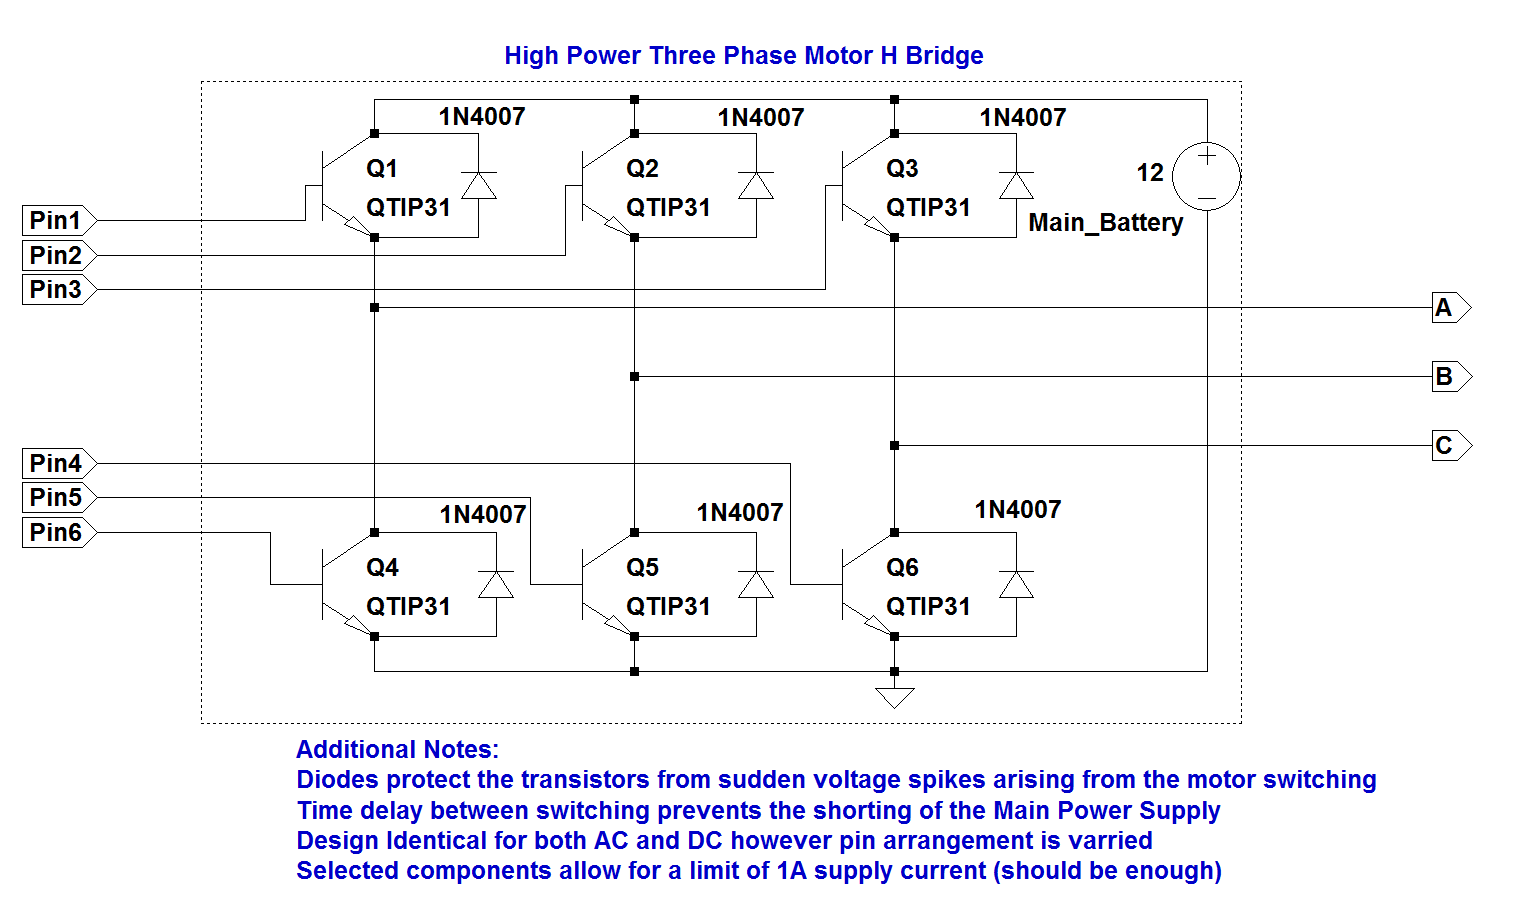 High Power Three Phase Motor H Bridge
1N4007
1N4007
1N4007
Q1
Q2
Q3
12
QTIP31
QTIP31
QTIP31
Main_Battery
Pin1
Pin2
Pin3
A
B
C
Pin4
Pin5
Pin6
1N4007
1N4007
1N4007
Q4
Q5
Q6
QTIP31
QTIP31
QTIP31
Additional Notes:
Diodes protect the transistors from sudden voltage spikes arising from the motor switching
Time delay between switching prevents the shorting of the Main Power Supply
Design Identical for both AC and DC however pin arrangement is varried
Selected components allow for a limit of 1A supply current (should be enough)